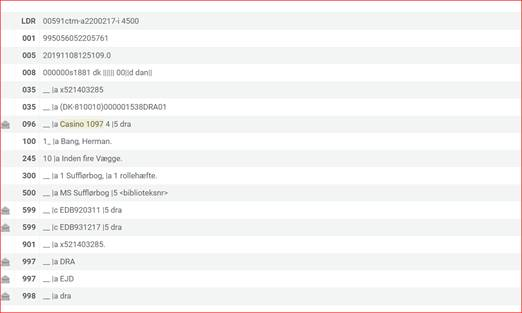 LDR 00591ctm-a2200217-i 4500
001 995056052205761
005 20191108125109.0
008 000000s1881 dk |||||| 00||d dan||
035 __ |a x521403285
035 __ |a (DK-810010)000001538DRA01
096 __ |a Casino 1097 4 |5 dra
100 1_ |a Bang, Herman.
245 10 |a Inden fire Vægge.
300 __ |a 1 Sufflørbog, |a 1 rollehæfte.
500 __ |a MS Sufflørbog |5 <biblioteksnr>
599 __ |c EDB920311 |5 dra
599 __ |c EDB931217 |5 dra
901 __ |a x521403285.
997 __ |a DRA
997 __ |a EJD
998 __ |a dra